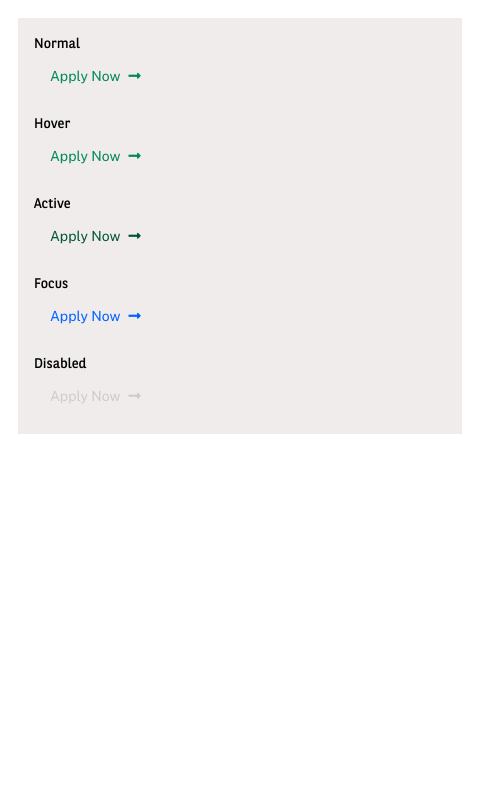 Normal
Apply Now →
Hover
Apply Now →
Active
Apply Now →
Focus
Apply Now →
Disabled
Apply Now →